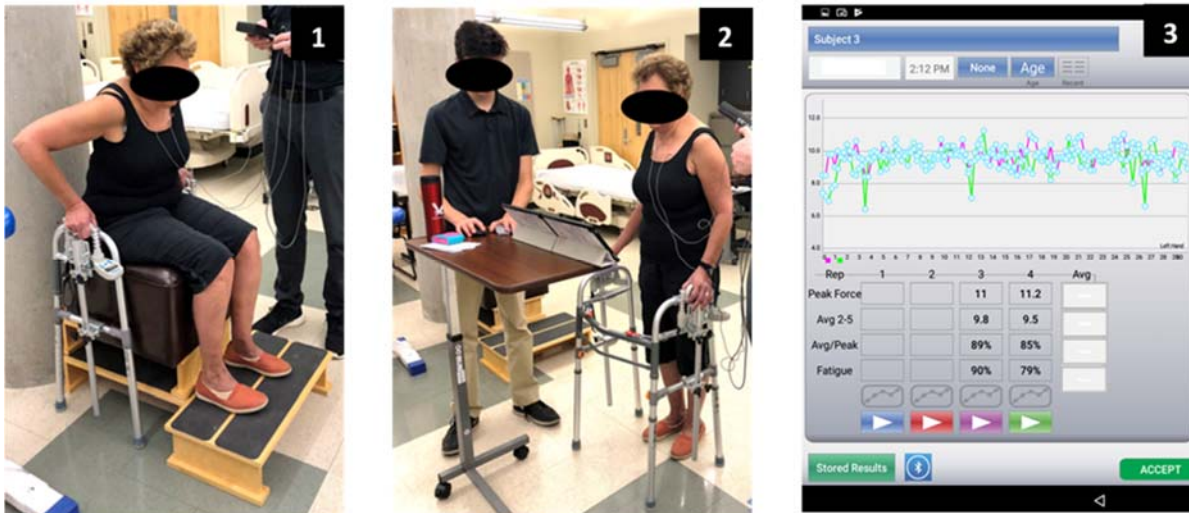 1
2
3
Subject 3
2:12 PM
None
Age
Age
Record
12.0
10.0
8.0
6.0
4.0
Left Hand
Rep 1 2 3 4 Avg
Peak Force 11 11.2
Avg 2-5 9.8 9.5
Avg/Peak 89% 85%
Fatigue 90% 79%
Stored Results
ACCEPT